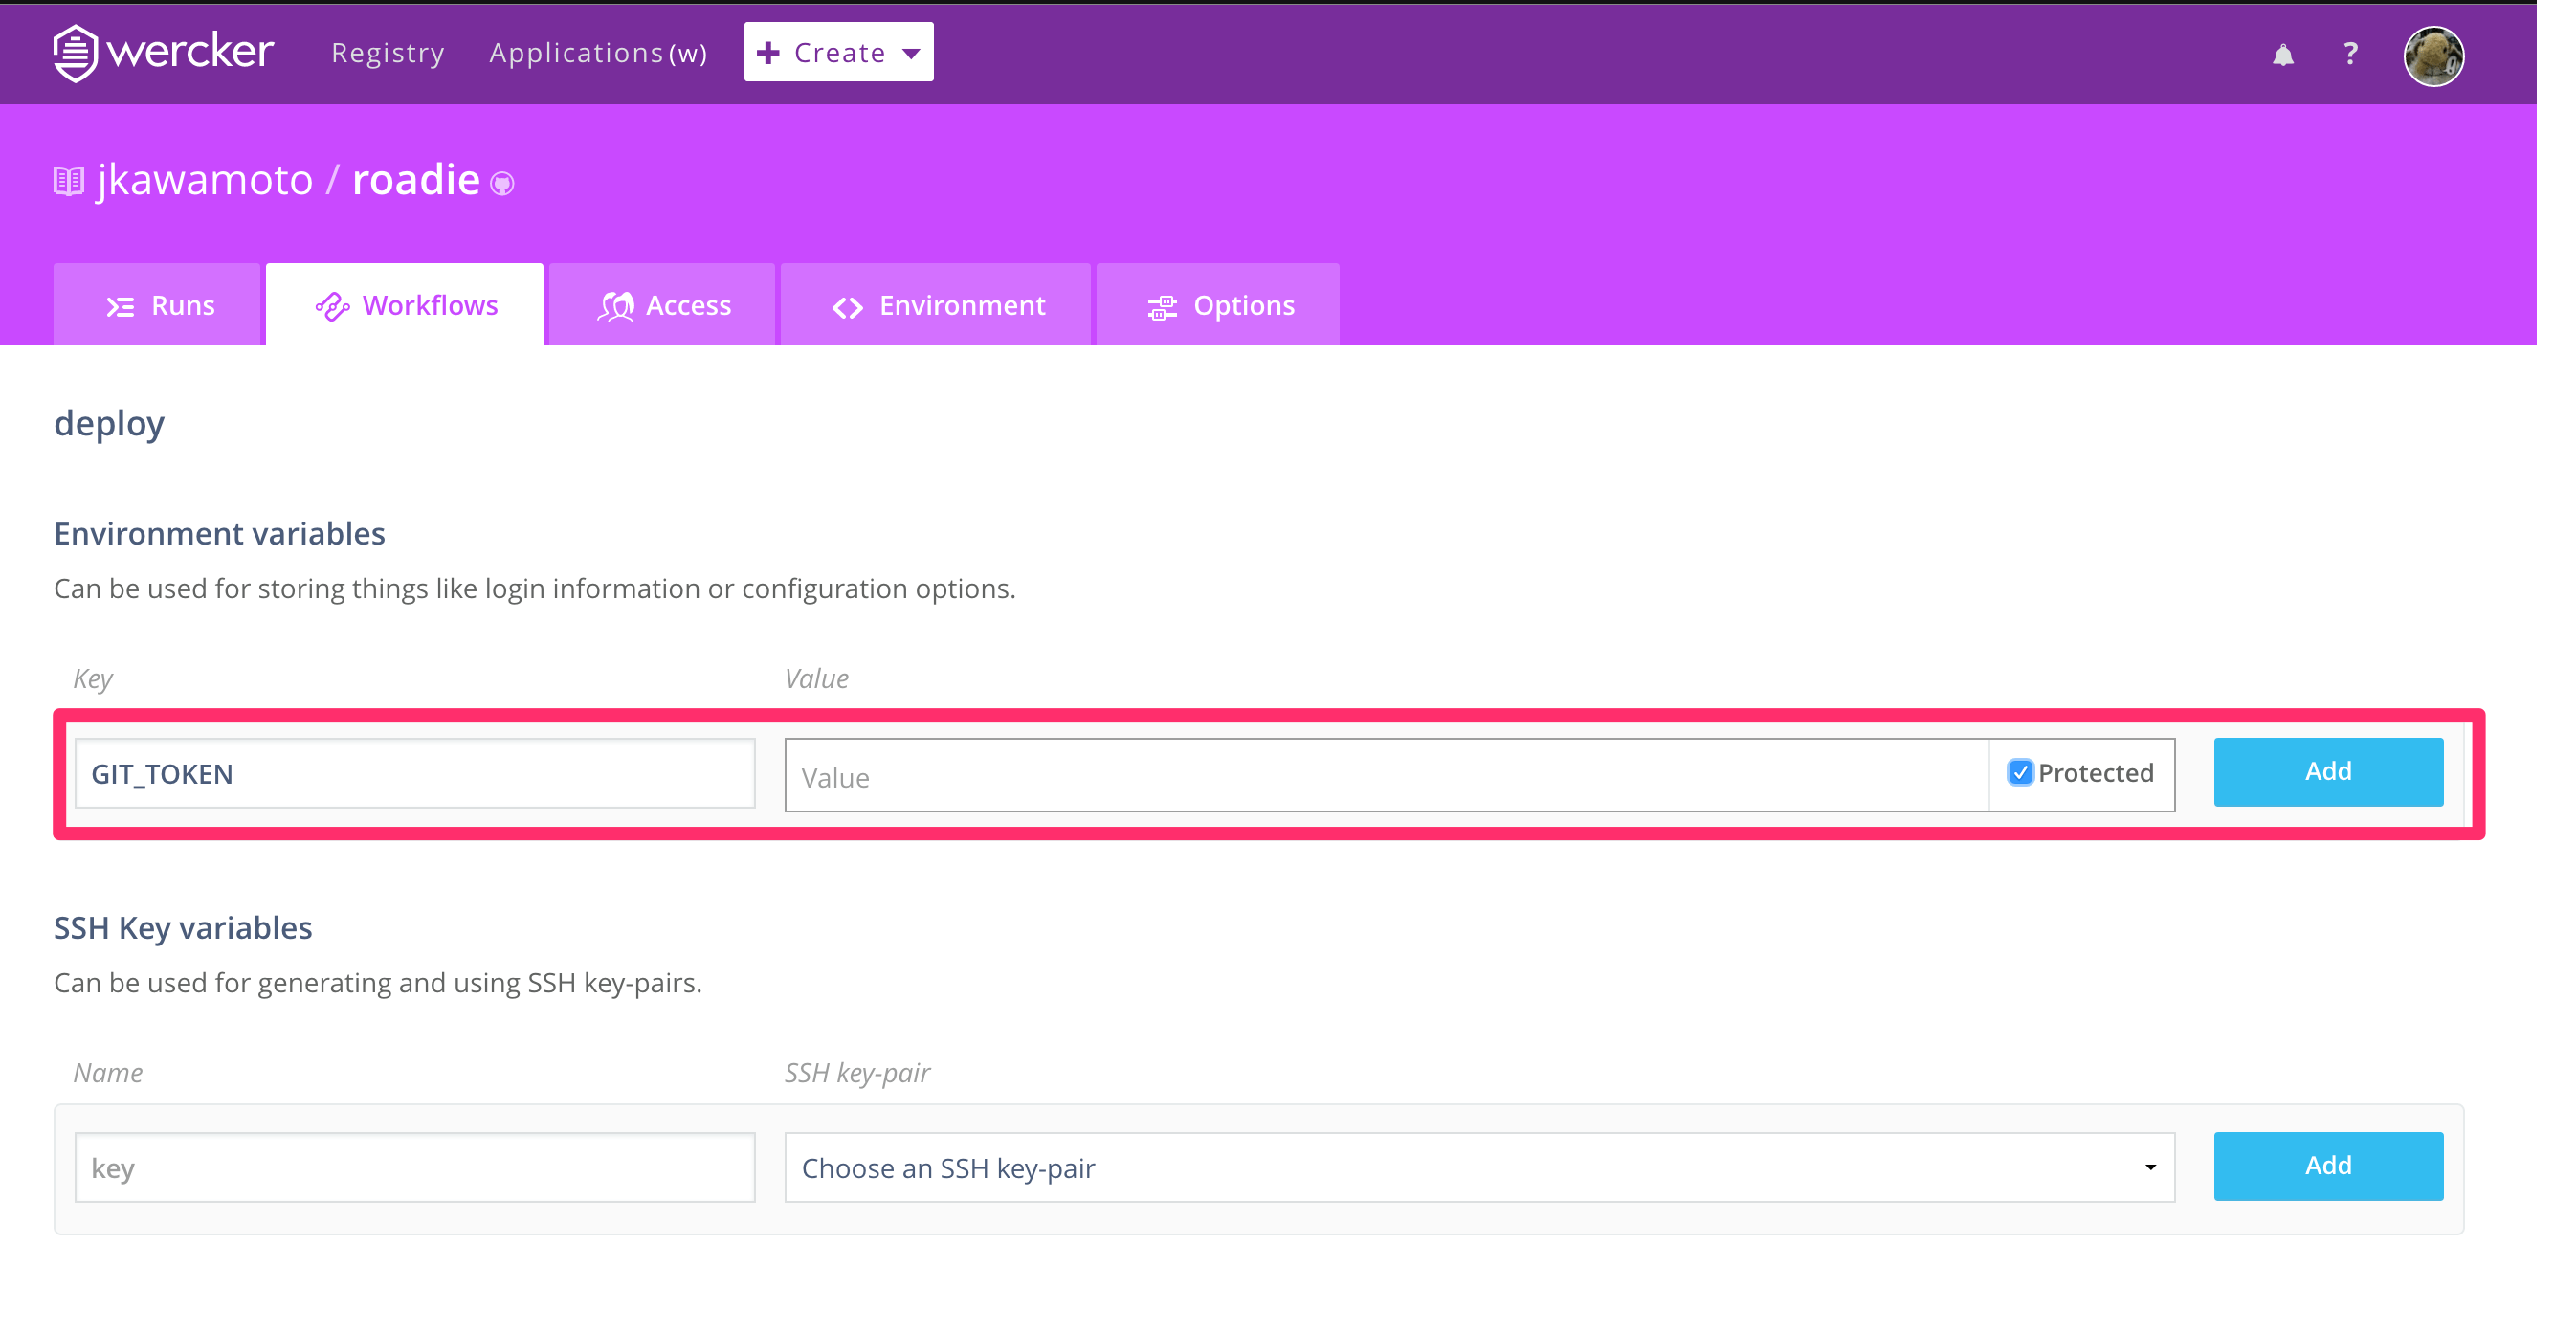 wercker Registry Applications(w) + Create ?
jkawamoto / roadie
Runs Workflows Access Environment Options
deploy
Environment variables
Can be used for storing things like login information or configuration options.
Key Value
GIT_TOKEN Value Protected Add
SSH Key variables
Can be used for generating and using SSH key-pairs.
Name SSH key-pair
key Choose an SSH key-pair Add